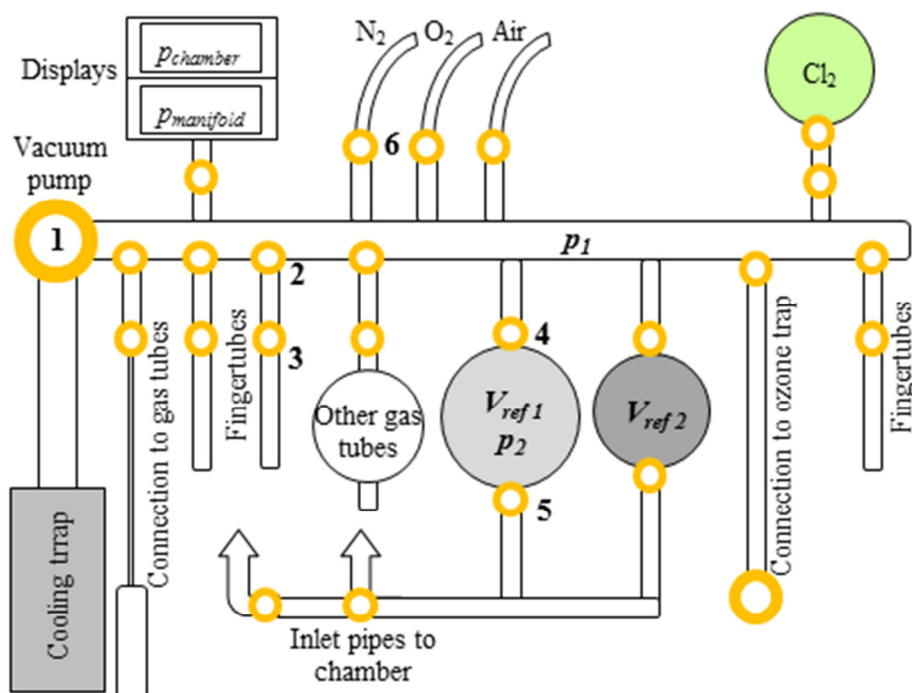 N₂ O₂ Air
Cl₂
Displays
p_chamber
p_manifold
Vacuum
pump
1
6
p₁
2
3
4
5
Connection to gas tubes
Fingertubes
Other gas
tubes
V_ref 1
p₂
V_ref 2
Connection to ozone trap
Fingertubes
Cooling trrap
Inlet pipes to
chamber